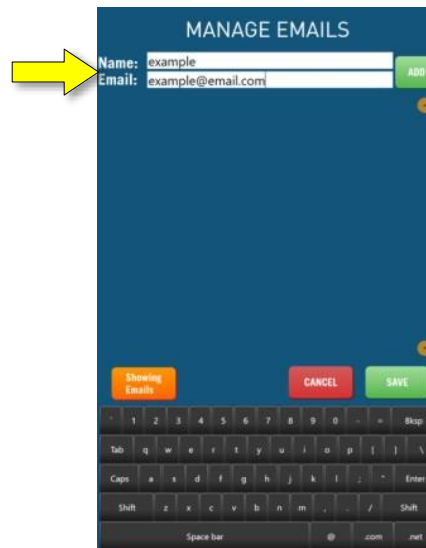 MANAGE EMAILS
Name: example
Email: example@email.com
ADD
Showing
Emails
CANCEL
SAVE
1 2 3 4 5 6 7 8 9 0 - = Bksp
Tab q w e r t y u i o p [ ] \
Caps a s d f g h j k l ; ' Enter
Shift z x c v b n m , . / Shift
Space bar @ .com .net